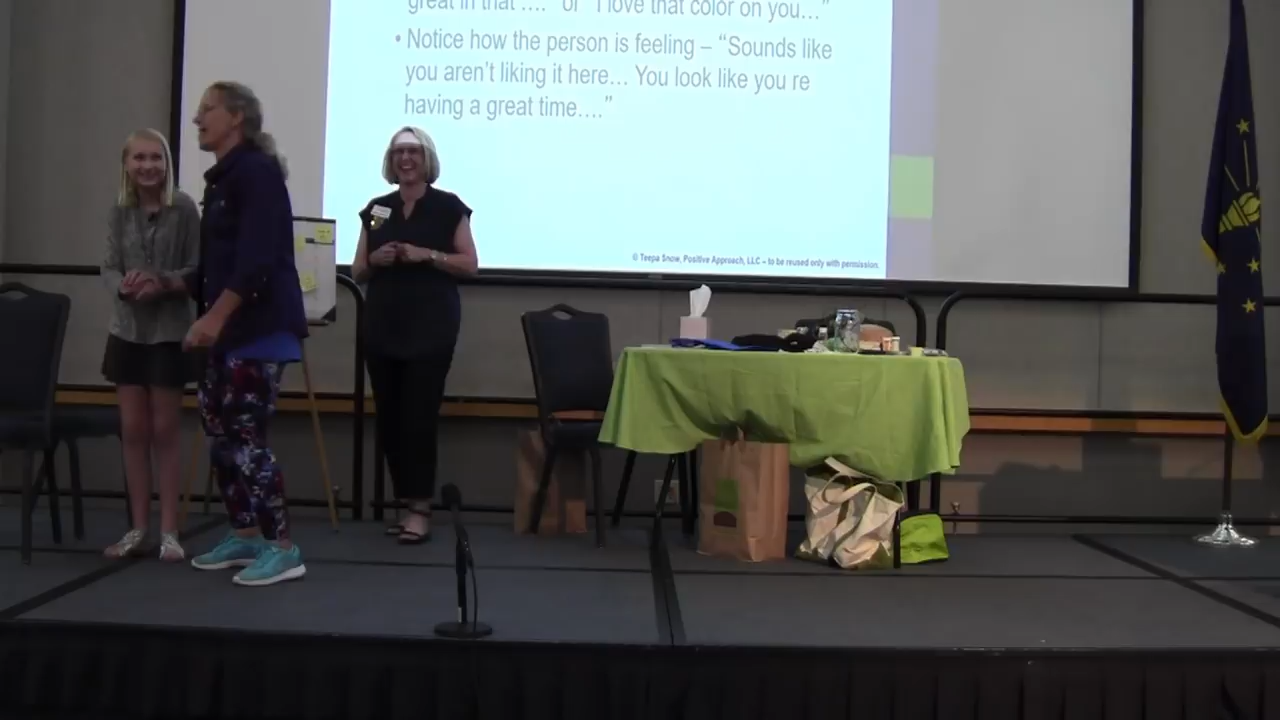 great in that …." or "I love that color on you…"
• Notice how the person is feeling – "Sounds like
you aren't liking it here… You look like you re
having a great time…."
© Teepa Snow, Positive Approach, LLC – to be reused only with permission.